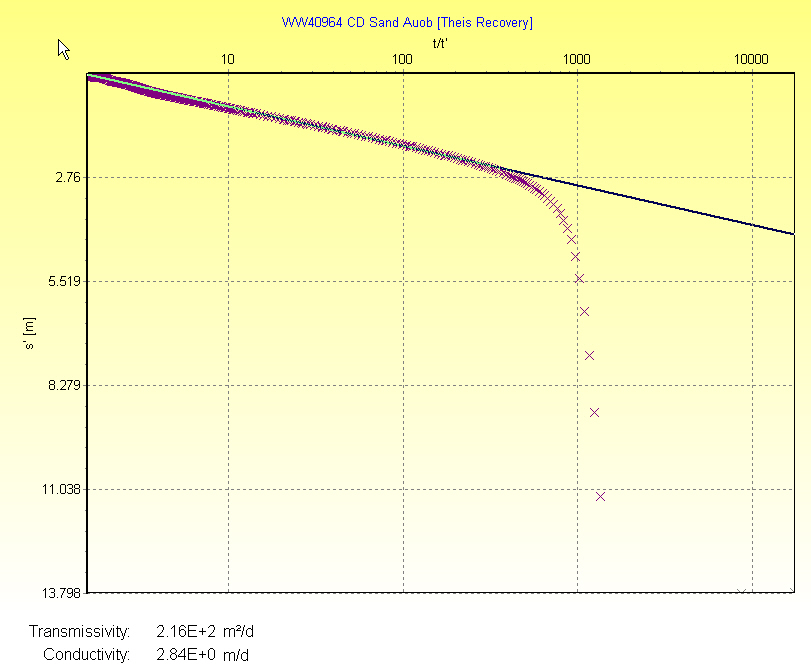 WW40964 CD Sand Auob [Theis Recovery]
t/t'
10 100 1000 10000
2.76
5.519
s' [m]
8.279
11.038
13.798
Transmissivity: 2.16E+2 m²/d
Conductivity: 2.84E+0 m/d